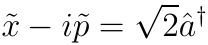 x̃ − ip̃ = √2â†